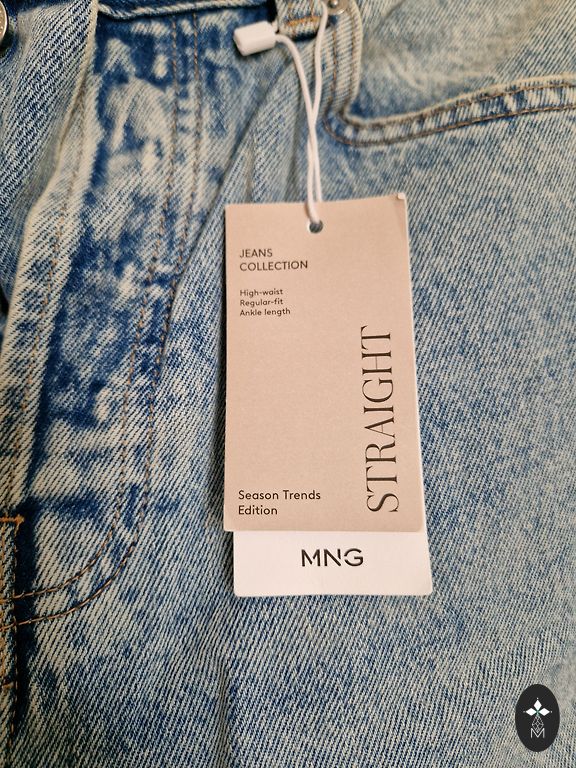 JEANS
COLLECTION
High-waist
Regular-fit
Ankle length
STRAIGHT
Season Trends
Edition
MNG
M